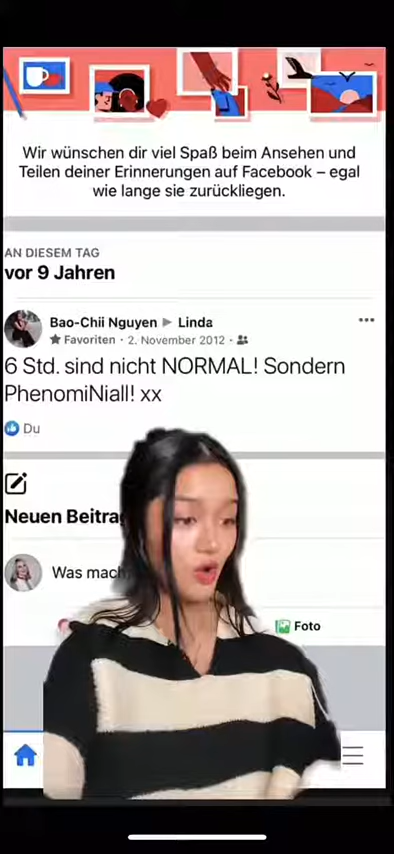 Wir wünschen dir viel Spaß beim Ansehen und
Teilen deiner Erinnerungen auf Facebook – egal
wie lange sie zurückliegen.
AN DIESEM TAG
vor 9 Jahren
Bao-Chii Nguyen ▶ Linda
Favoriten · 2. November 2012 ·
6 Std. sind nicht NORMAL! Sondern
PhenomiNiall! xx
Du
Neuen
Was
Foto